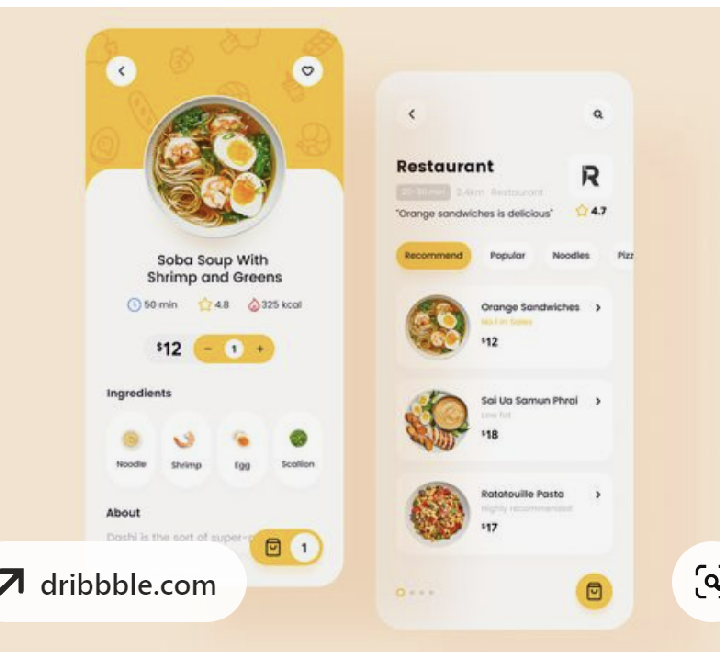 Soba Soup With
Shrimp and Greens
50 min 4.8 325 kcal
$12 − 1 +
Ingredients
Noodle Shrimp Egg Scallion
About
Dashi is the sort of super-
1
dribbble.com
Restaurant
2.4km Restaurant
"Orange sandwiches is delicious"
R
4.7
Recommend Popular Noodles Pizz
Orange Sandwiches
No.1 in Sales
$12
Sai Ua Samun Phrai
Low fat
$18
Ratatouille Pasta
Highly recommended
$17